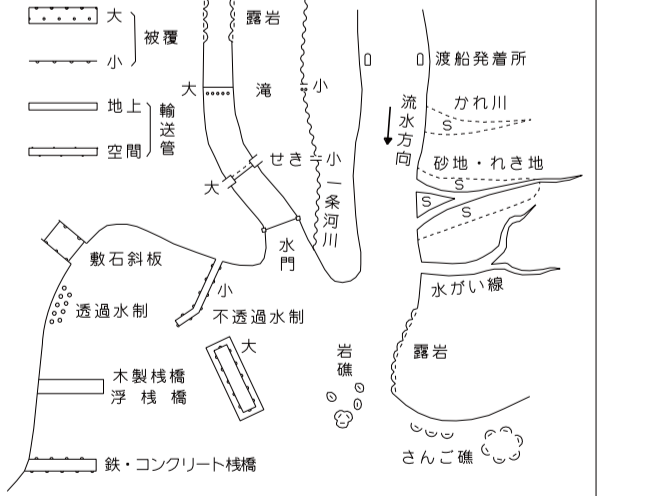 大
被覆
小
地上
輸送管
空間
露岩
大
滝
小
せき
小
大
一条河川
水門
渡船発着所
流水方向
かれ川
S
砂地・れき地
S
S
S
水がい線
敷石斜板
透過水制
小
不透過水制
大
木製桟橋
浮桟橋
鉄・コンクリート桟橋
岩礁
露岩
さんご礁